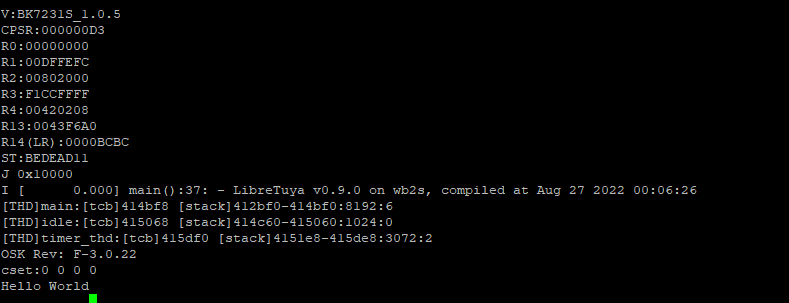 V:BK7231S_1.0.5
CPSR:000000D3
R0:00000000
R1:00DFFEFC
R2:00802000
R3:F1CCFFFF
R4:00420208
R13:0043F6A0
R14(LR):0000BCBC
ST:BEDEAD11
J 0x10000
I [      0.000] main():37: - LibreTuya v0.9.0 on wb2s, compiled at Aug 27 2022 00:06:26
[THD]main:[tcb]414bf8 [stack]412bf0-414bf0:8192:6
[THD]idle:[tcb]415068 [stack]414c60-415060:1024:0
[THD]timer_thd:[tcb]415df0 [stack]4151e8-415de8:3072:2
OSK Rev: F-3.0.22
cset:0 0 0 0
Hello World